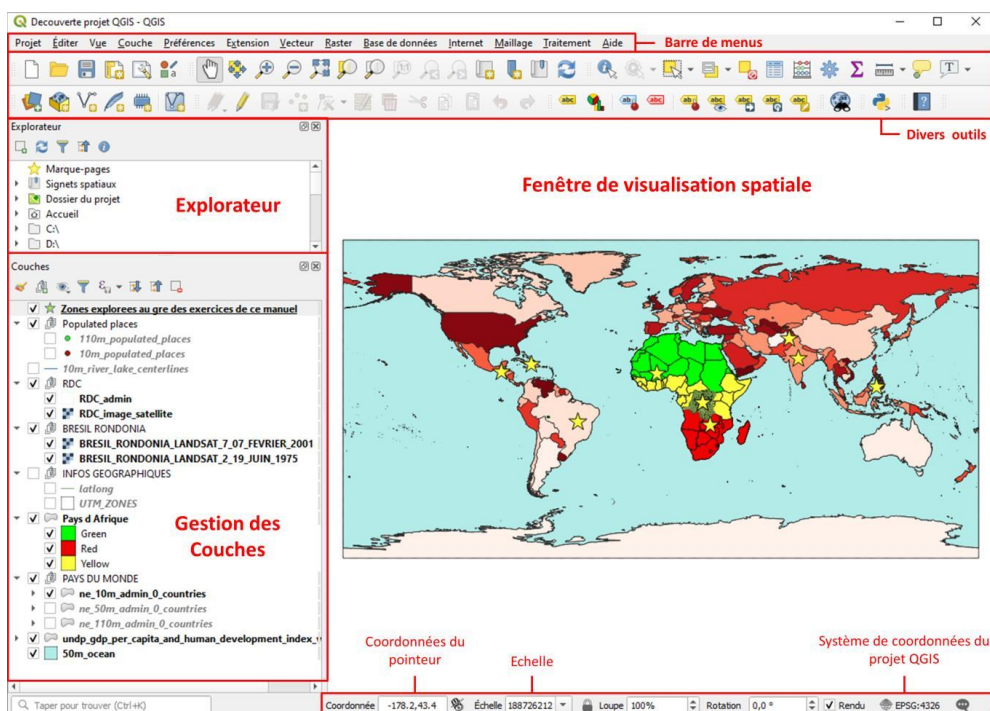 Decouverte projet QGIS - QGIS
Projet Éditer Vue Couche Préférences Extension Vecteur Raster Base de données Internet Maillage Traitement Aide
Barre de menus
Divers outils
Explorateur
Marque-pages
Signets spatiaux
Dossier du projet
Accueil
C:\
D:\
Explorateur
Fenêtre de visualisation spatiale
Couches
Zones explorees au gre des exercices de ce manuel
Populated places
110m_populated_places
10m_populated_places
10m_river_lake_centerlines
RDC
RDC_admin
RDC_image_satellite
BRESIL RONDONIA
BRESIL_RONDONIA_LANDSAT_7_07_FEVRIER_2001
BRESIL_RONDONIA_LANDSAT_2_19_JUIN_1975
INFOS GEOGRAPHIQUES
latlong
UTM_ZONES
Pays d Afrique
Green
Red
Yellow
Gestion des
Couches
PAYS DU MONDE
ne_10m_admin_0_countries
ne_50m_admin_0_countries
ne_110m_admin_0_countries
undp_gdp_per_capita_and_human_development_index_
50m_ocean
Coordonnées du
pointeur
Echelle
Système de coordonnées du
projet QGIS
Taper pour trouver (Ctrl+K)
Coordonnée -178.2,43.4 Échelle 188726212 Loupe 100% Rotation 0,0 ° Rendu EPSG:4326